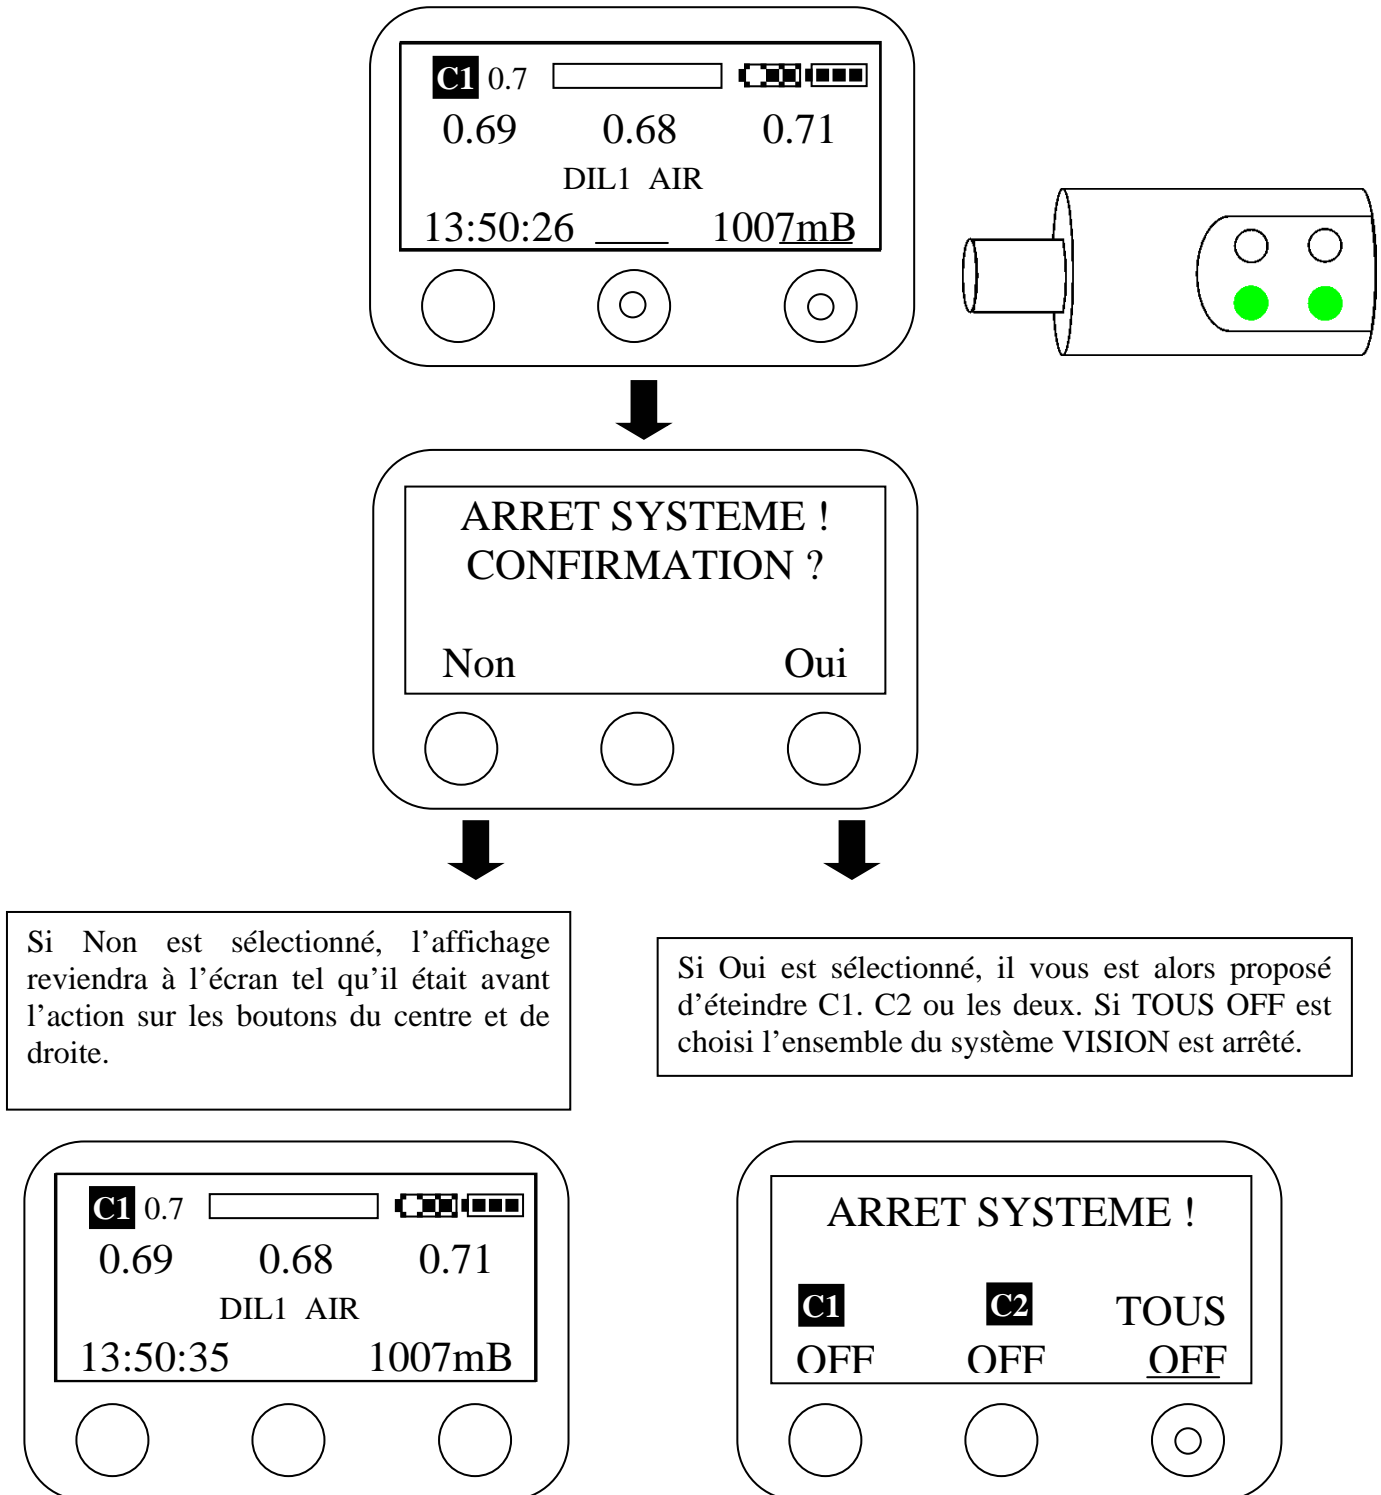 C1 0.7
0.69 0.68 0.71
DIL1 AIR
13:50:26 1007mB
ARRET SYSTEME !
CONFIRMATION ?
Non Oui
Si Non est sélectionné, l’affichage
reviendra à l’écran tel qu’il était avant
l’action sur les boutons du centre et de
droite.
Si Oui est sélectionné, il vous est alors proposé
d’éteindre C1. C2 ou les deux. Si TOUS OFF est
choisi l’ensemble du système VISION est arrêté.
C1 0.7
0.69 0.68 0.71
DIL1 AIR
13:50:35 1007mB
ARRET SYSTEME !
C1 C2 TOUS
OFF OFF OFF